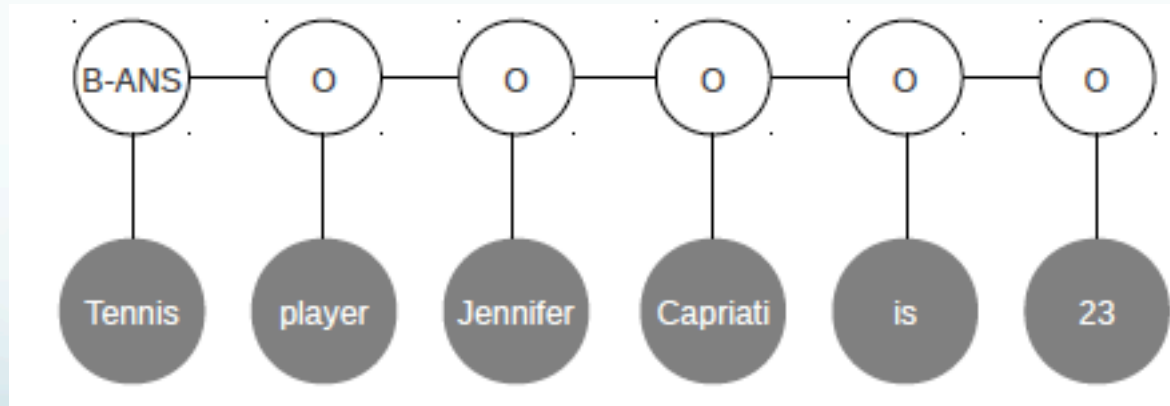 B-ANS O O O O O
Tennis player Jennifer Capriati is 23